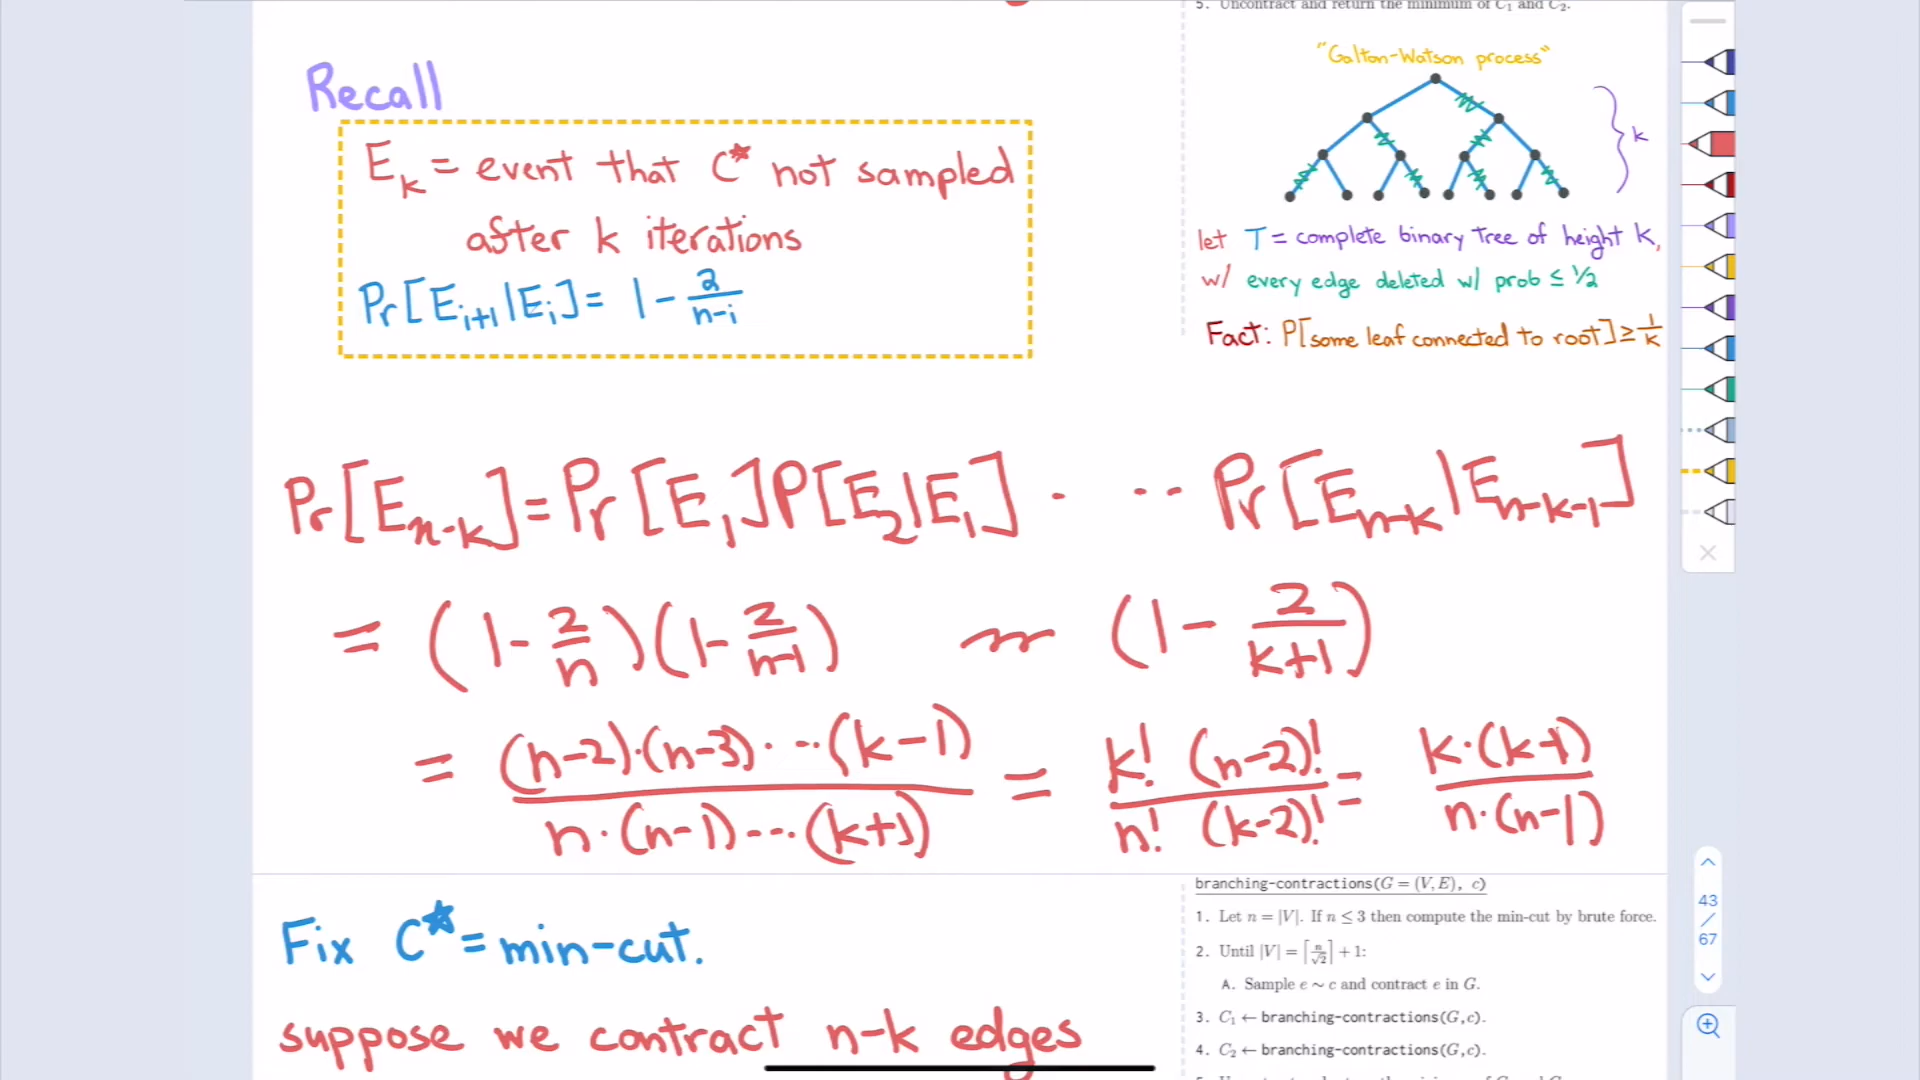 5. Uncontract and return the minimum of C₁ and C₂.
"Galton-Watson process"
k
let T = complete binary tree of height k,
w/ every edge deleted w/ prob ≤ 1/2
Fact: P[some leaf connected to root] ≥ 1/k
Recall
E_k = event that C* not sampled
after k iterations
Pr[E_{i+1}|E_i] = 1 - 2/(n-i)
Pr[E_{n-k}] = Pr[E_1] P[E_2|E_1] · ·· Pr[E_{n-k}|E_{n-k-1}]
= (1 - 2/n)(1 - 2/(n-1)) ~ (1 - 2/(k+1))
= (n-2)·(n-3)···(k-1) / n·(n-1)···(k+1) = k! (n-2)! / n! (k-2)! = k·(k-1) / n·(n-1)
Fix C* = min-cut.
suppose we contract n-k edges
branching-contractions(G = (V, E), c)
1. Let n = |V|. If n ≤ 3 then compute the min-cut by brute force.
2. Until |V| = ⌈n/√2⌉ + 1:
A. Sample e ~ c and contract e in G.
3. C₁ ← branching-contractions(G,c).
4. C₂ ← branching-contractions(G,c).
43
/
67